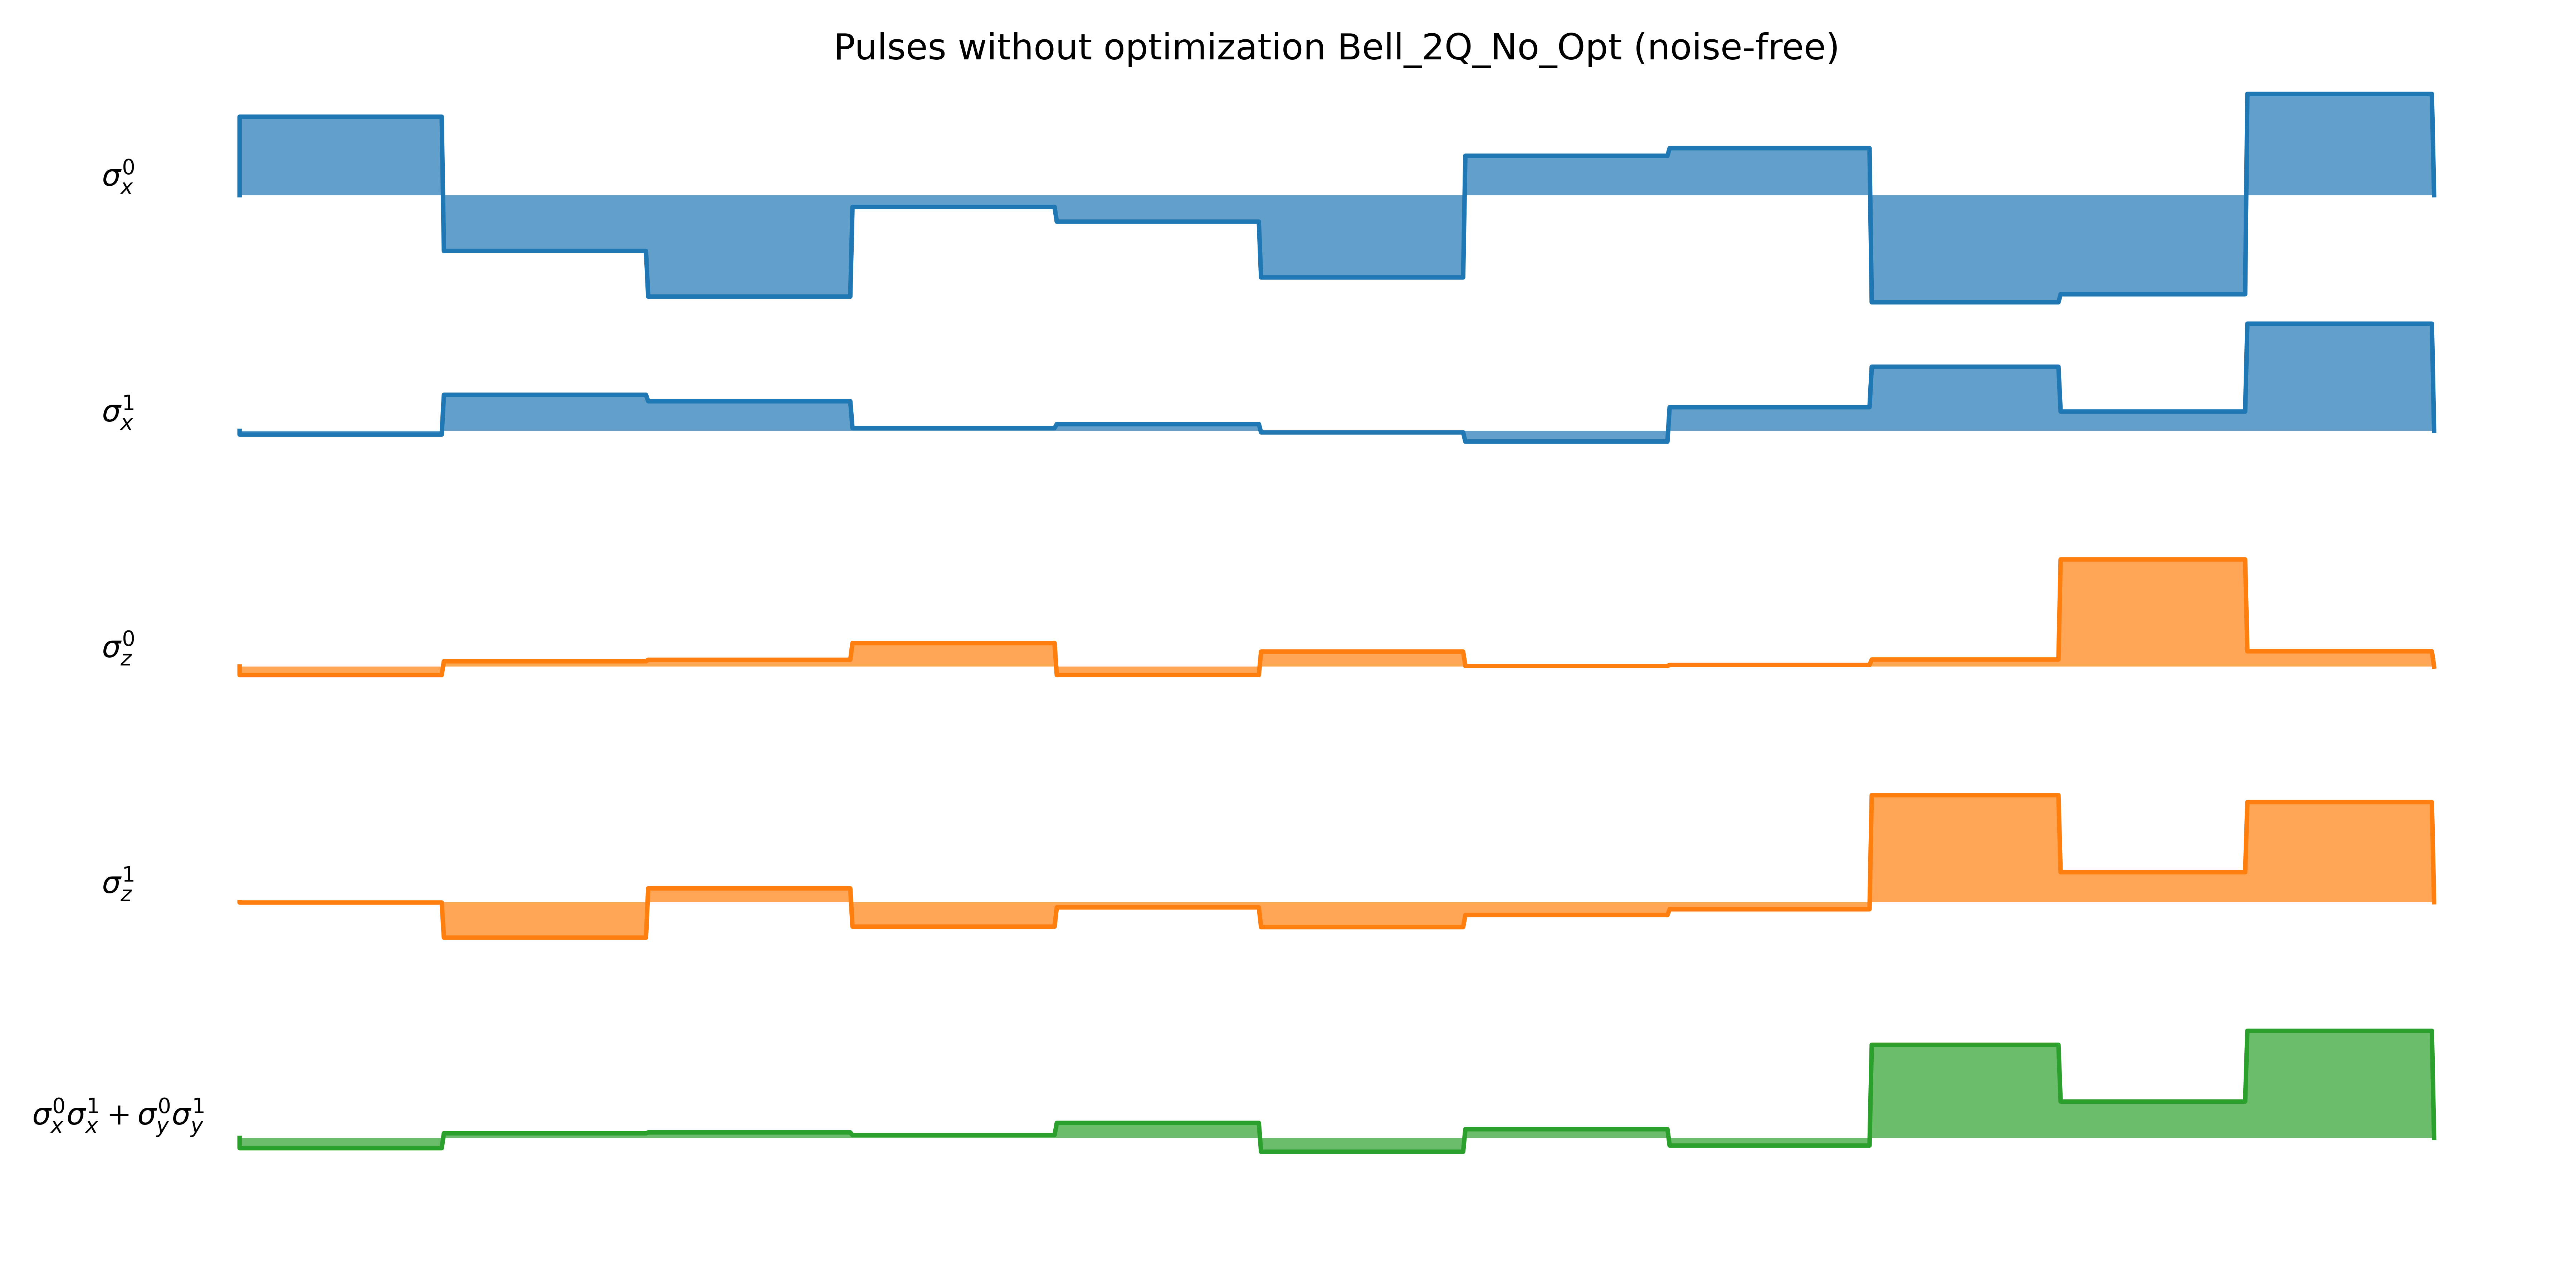 Pulses without optimization Bell_2Q_No_Opt (noise-free)
σ_x^0
σ_x^1
σ_z^0
σ_z^1
σ_x^0σ_x^1 + σ_y^0σ_y^1